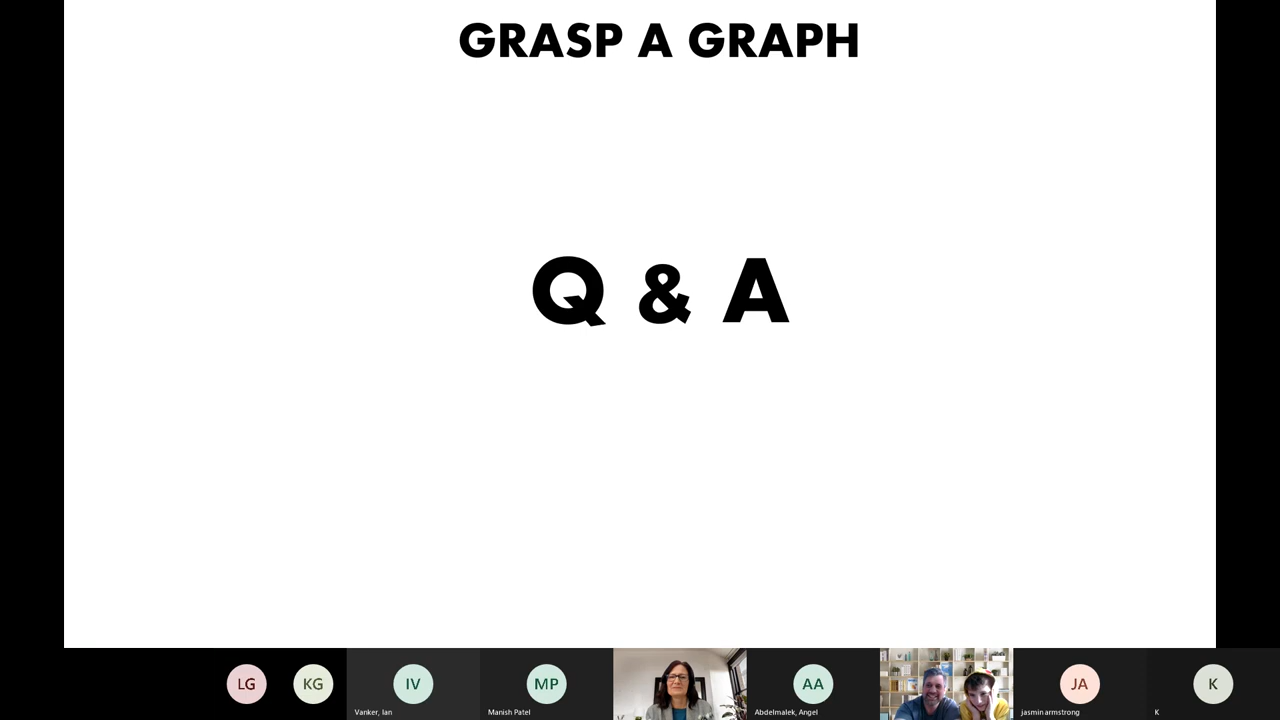 GRASP A GRAPH
Q & A
LG
KG
IV
MP
AA
JA
K
Vanker, Ian
Manish Patel
Abdelmalek, Angel
jasmin armstrong
K